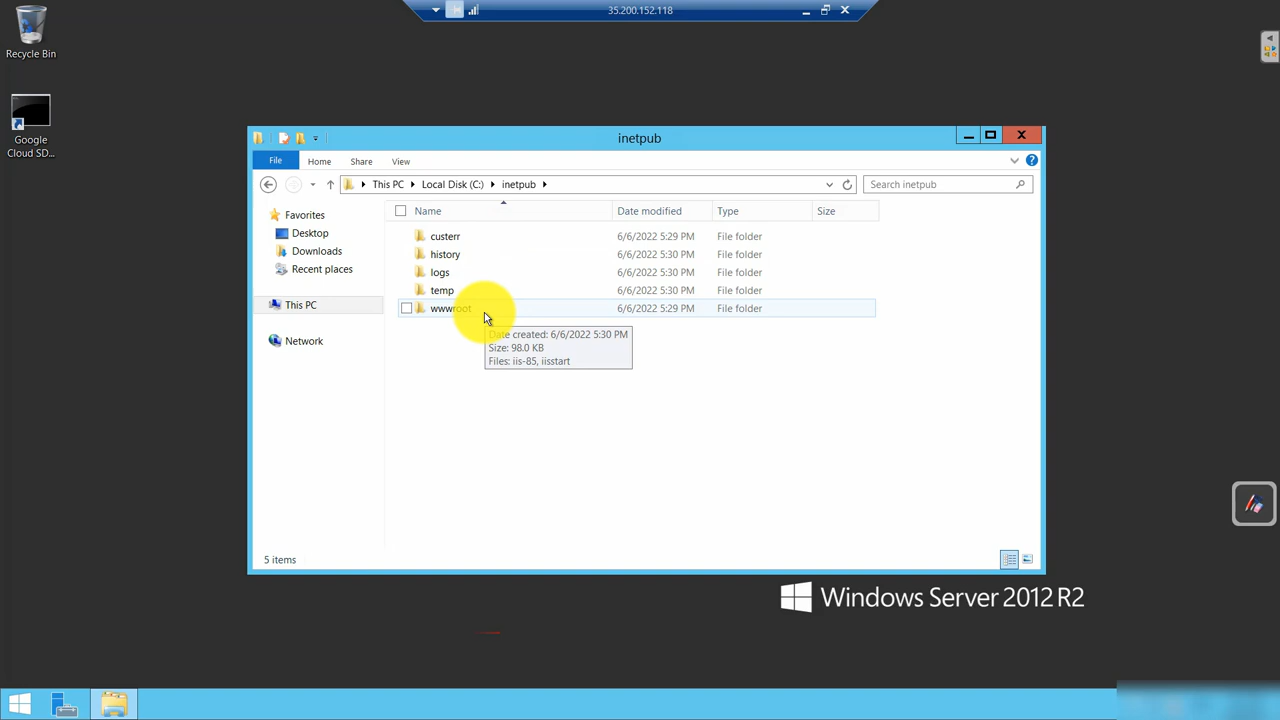 35.200.152.118
Recycle Bin
Google
Cloud SD...
inetpub
File Home Share View
This PC Local Disk (C:) inetpub
Search inetpub
Name Date modified Type Size
Favorites
Desktop
Downloads
Recent places
This PC
Network
custerr 6/6/2022 5:29 PM File folder
history 6/6/2022 5:30 PM File folder
logs 6/6/2022 5:30 PM File folder
temp 6/6/2022 5:30 PM File folder
wwwroot 6/6/2022 5:29 PM File folder
Date created: 6/6/2022 5:30 PM
Size: 98.0 KB
Files: iis-85, iisstart
5 items
Windows Server 2012 R2